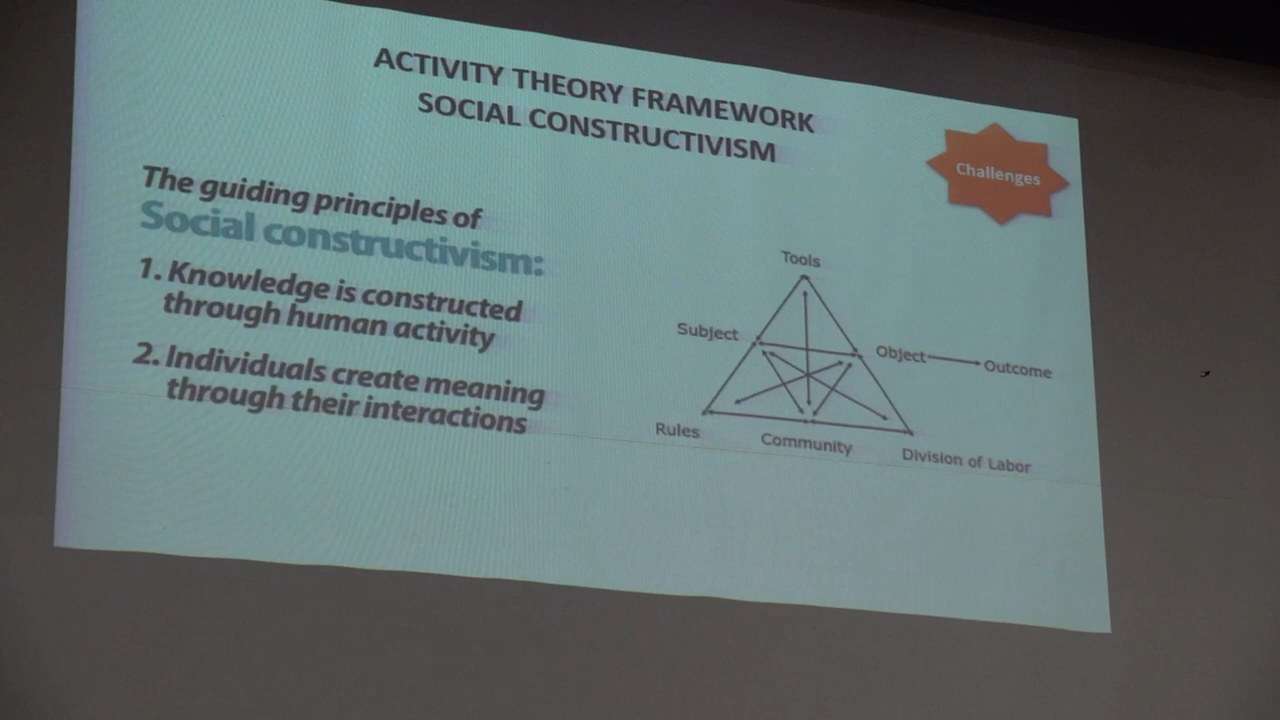 ACTIVITY THEORY FRAMEWORK
SOCIAL CONSTRUCTIVISM
Challenges
The guiding principles of
Social constructivism:
1. Knowledge is constructed
through human activity
2. Individuals create meaning
through their interactions
Tools
Subject
Object
Outcome
Rules
Community
Division of Labor